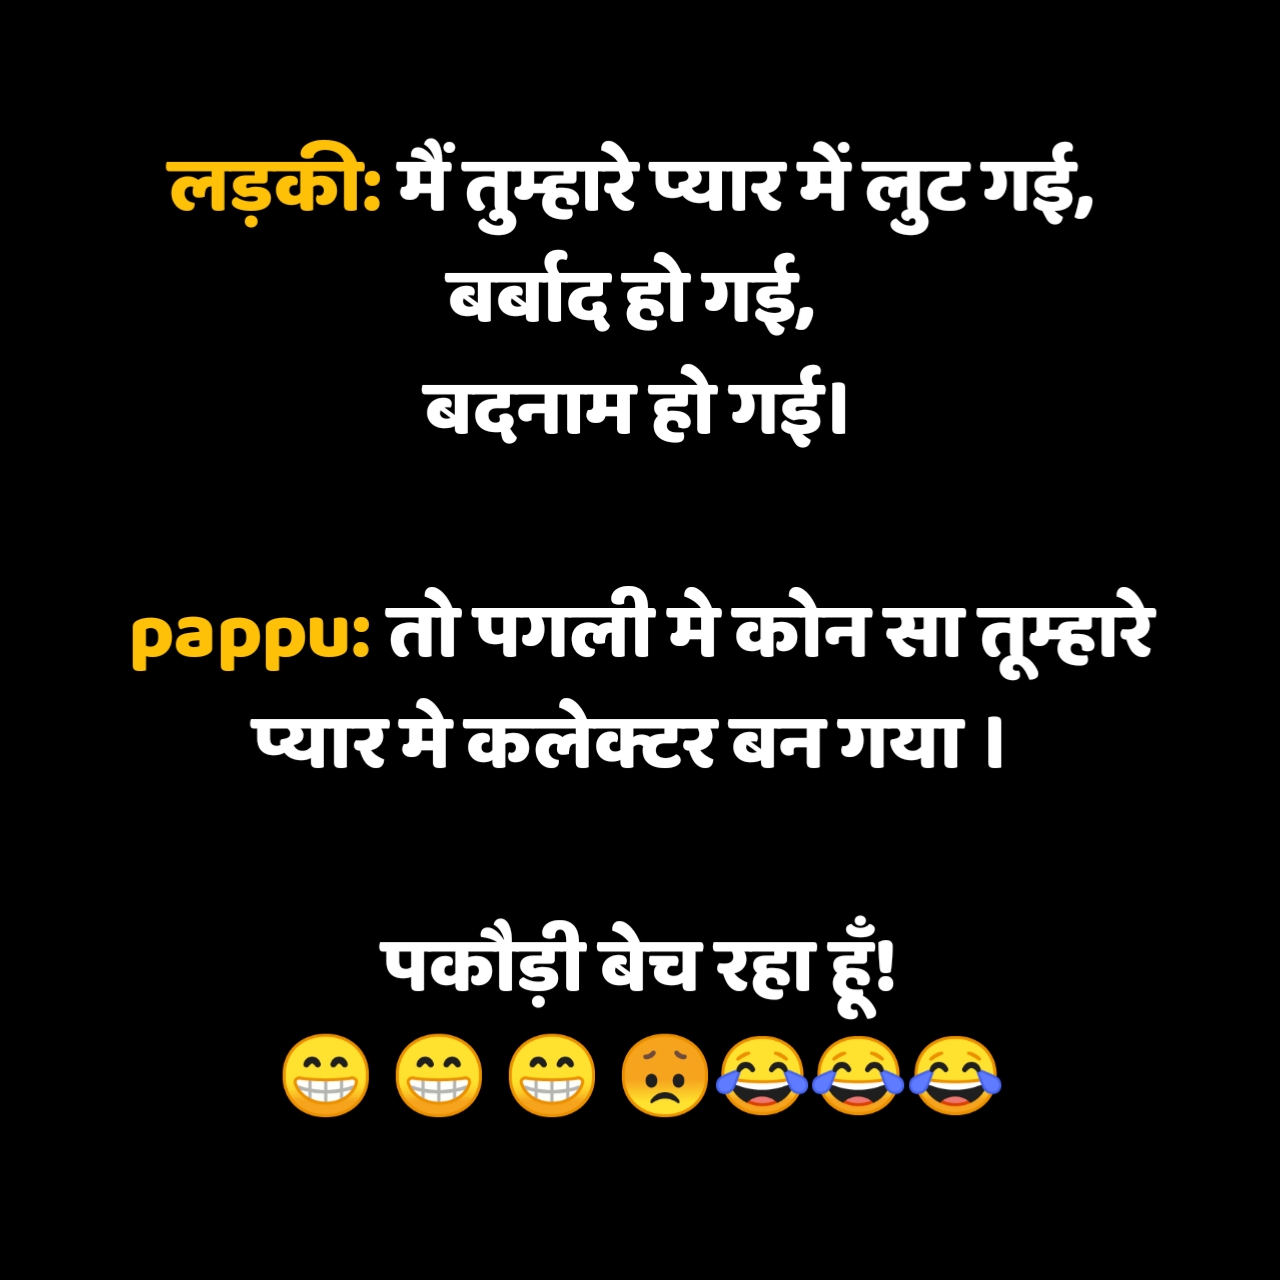 लड़की: मैं तुम्हारे प्यार में लुट गई,
बर्बाद हो गई,
बदनाम हो गई।
pappu: तो पगली मे कोन सा तूम्हारे
प्यार मे कलेक्टर बन गया ।
पकौड़ी बेच रहा हूँ!
😁 😁 😁 😟😂😂😂